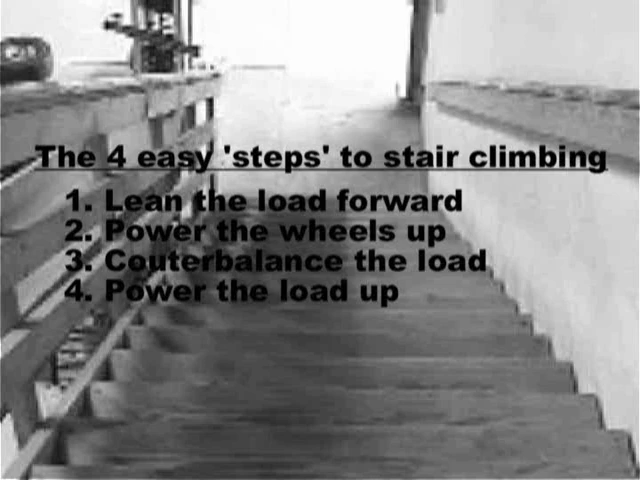 The 4 easy 'steps' to stair climbing
1. Lean the load forward
2. Power the wheels up
3. Couterbalance the load
4. Power the load up